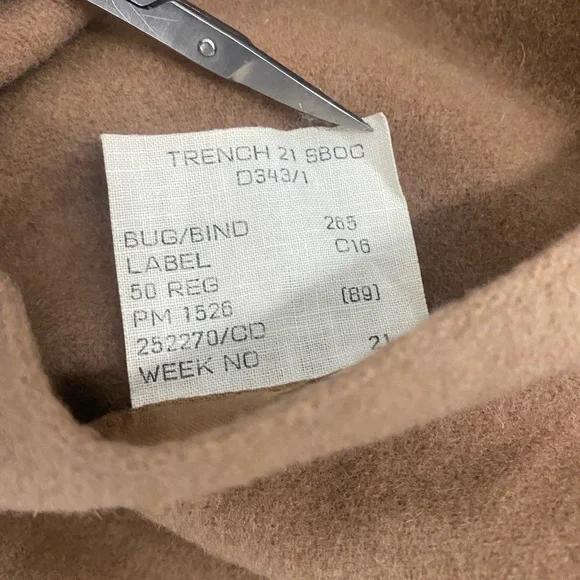 TRENCH 21 SBOC
D343/1
BUG/BIND 265
LABEL C16
50 REG
PM 1526 (89)
252270/CD
WEEK NO 21